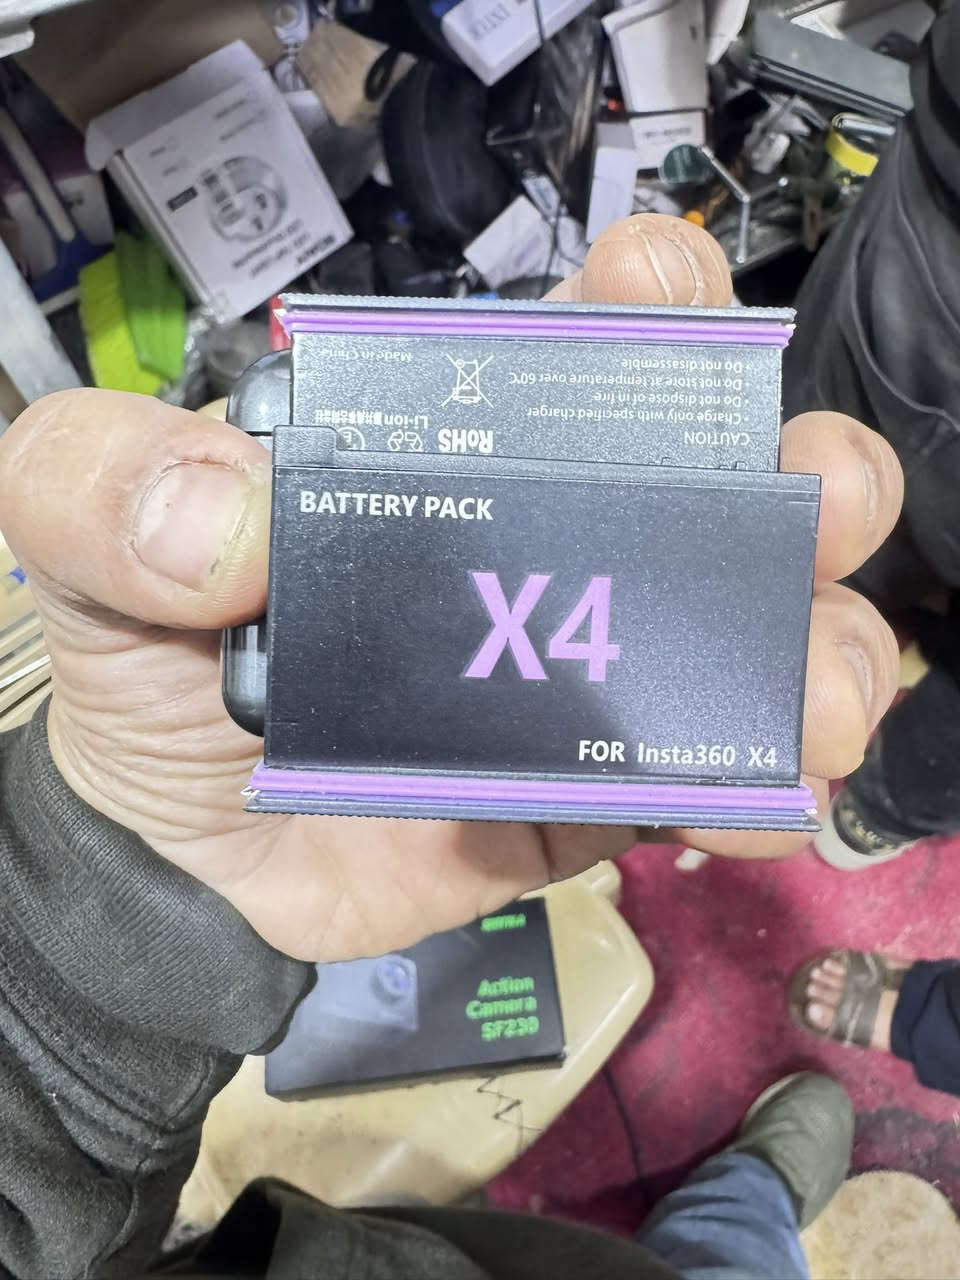 Made in China
• Do not disassemble
• Do not store at temperature over 60°C
• Do not dispose of in fire
• Charge only with specified charger
CAUTION
Li-ion
RoHS
BATTERY PACK
X4
FOR Insta360 X4
Action
Camera
SF230